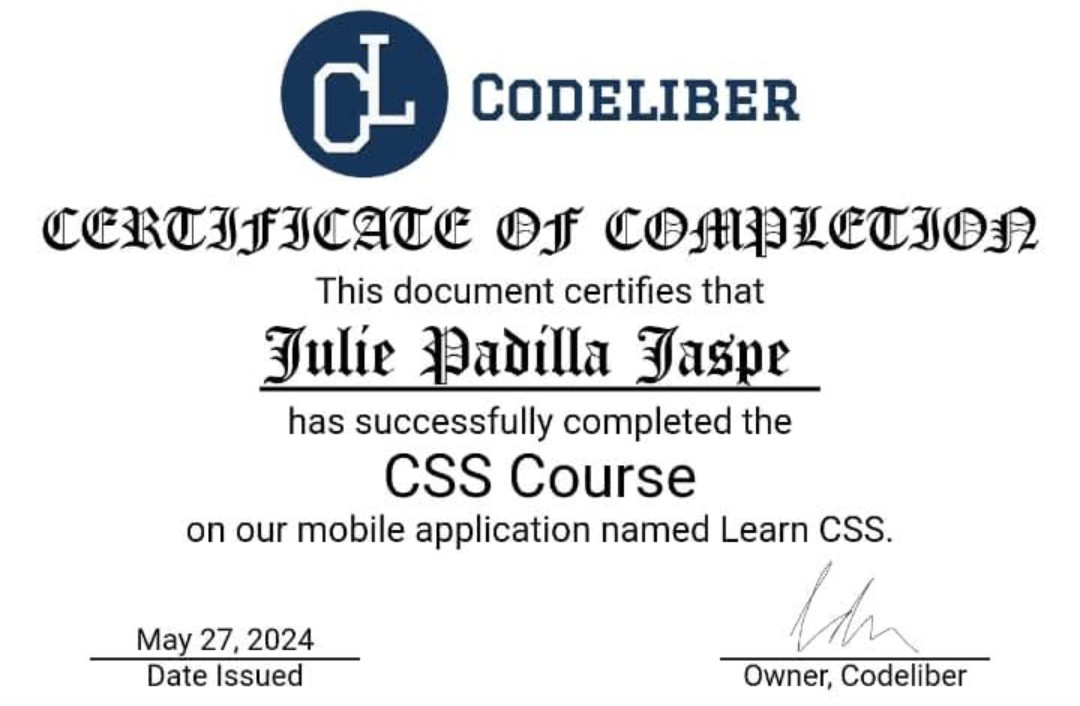 CL
CODELIBER
CERTIFICATE OF COMPLETION
This document certifies that
Julie Padilla Jaspe
has successfully completed the
CSS Course
on our mobile application named Learn CSS.
May 27, 2024
Date Issued
Owner, Codeliber